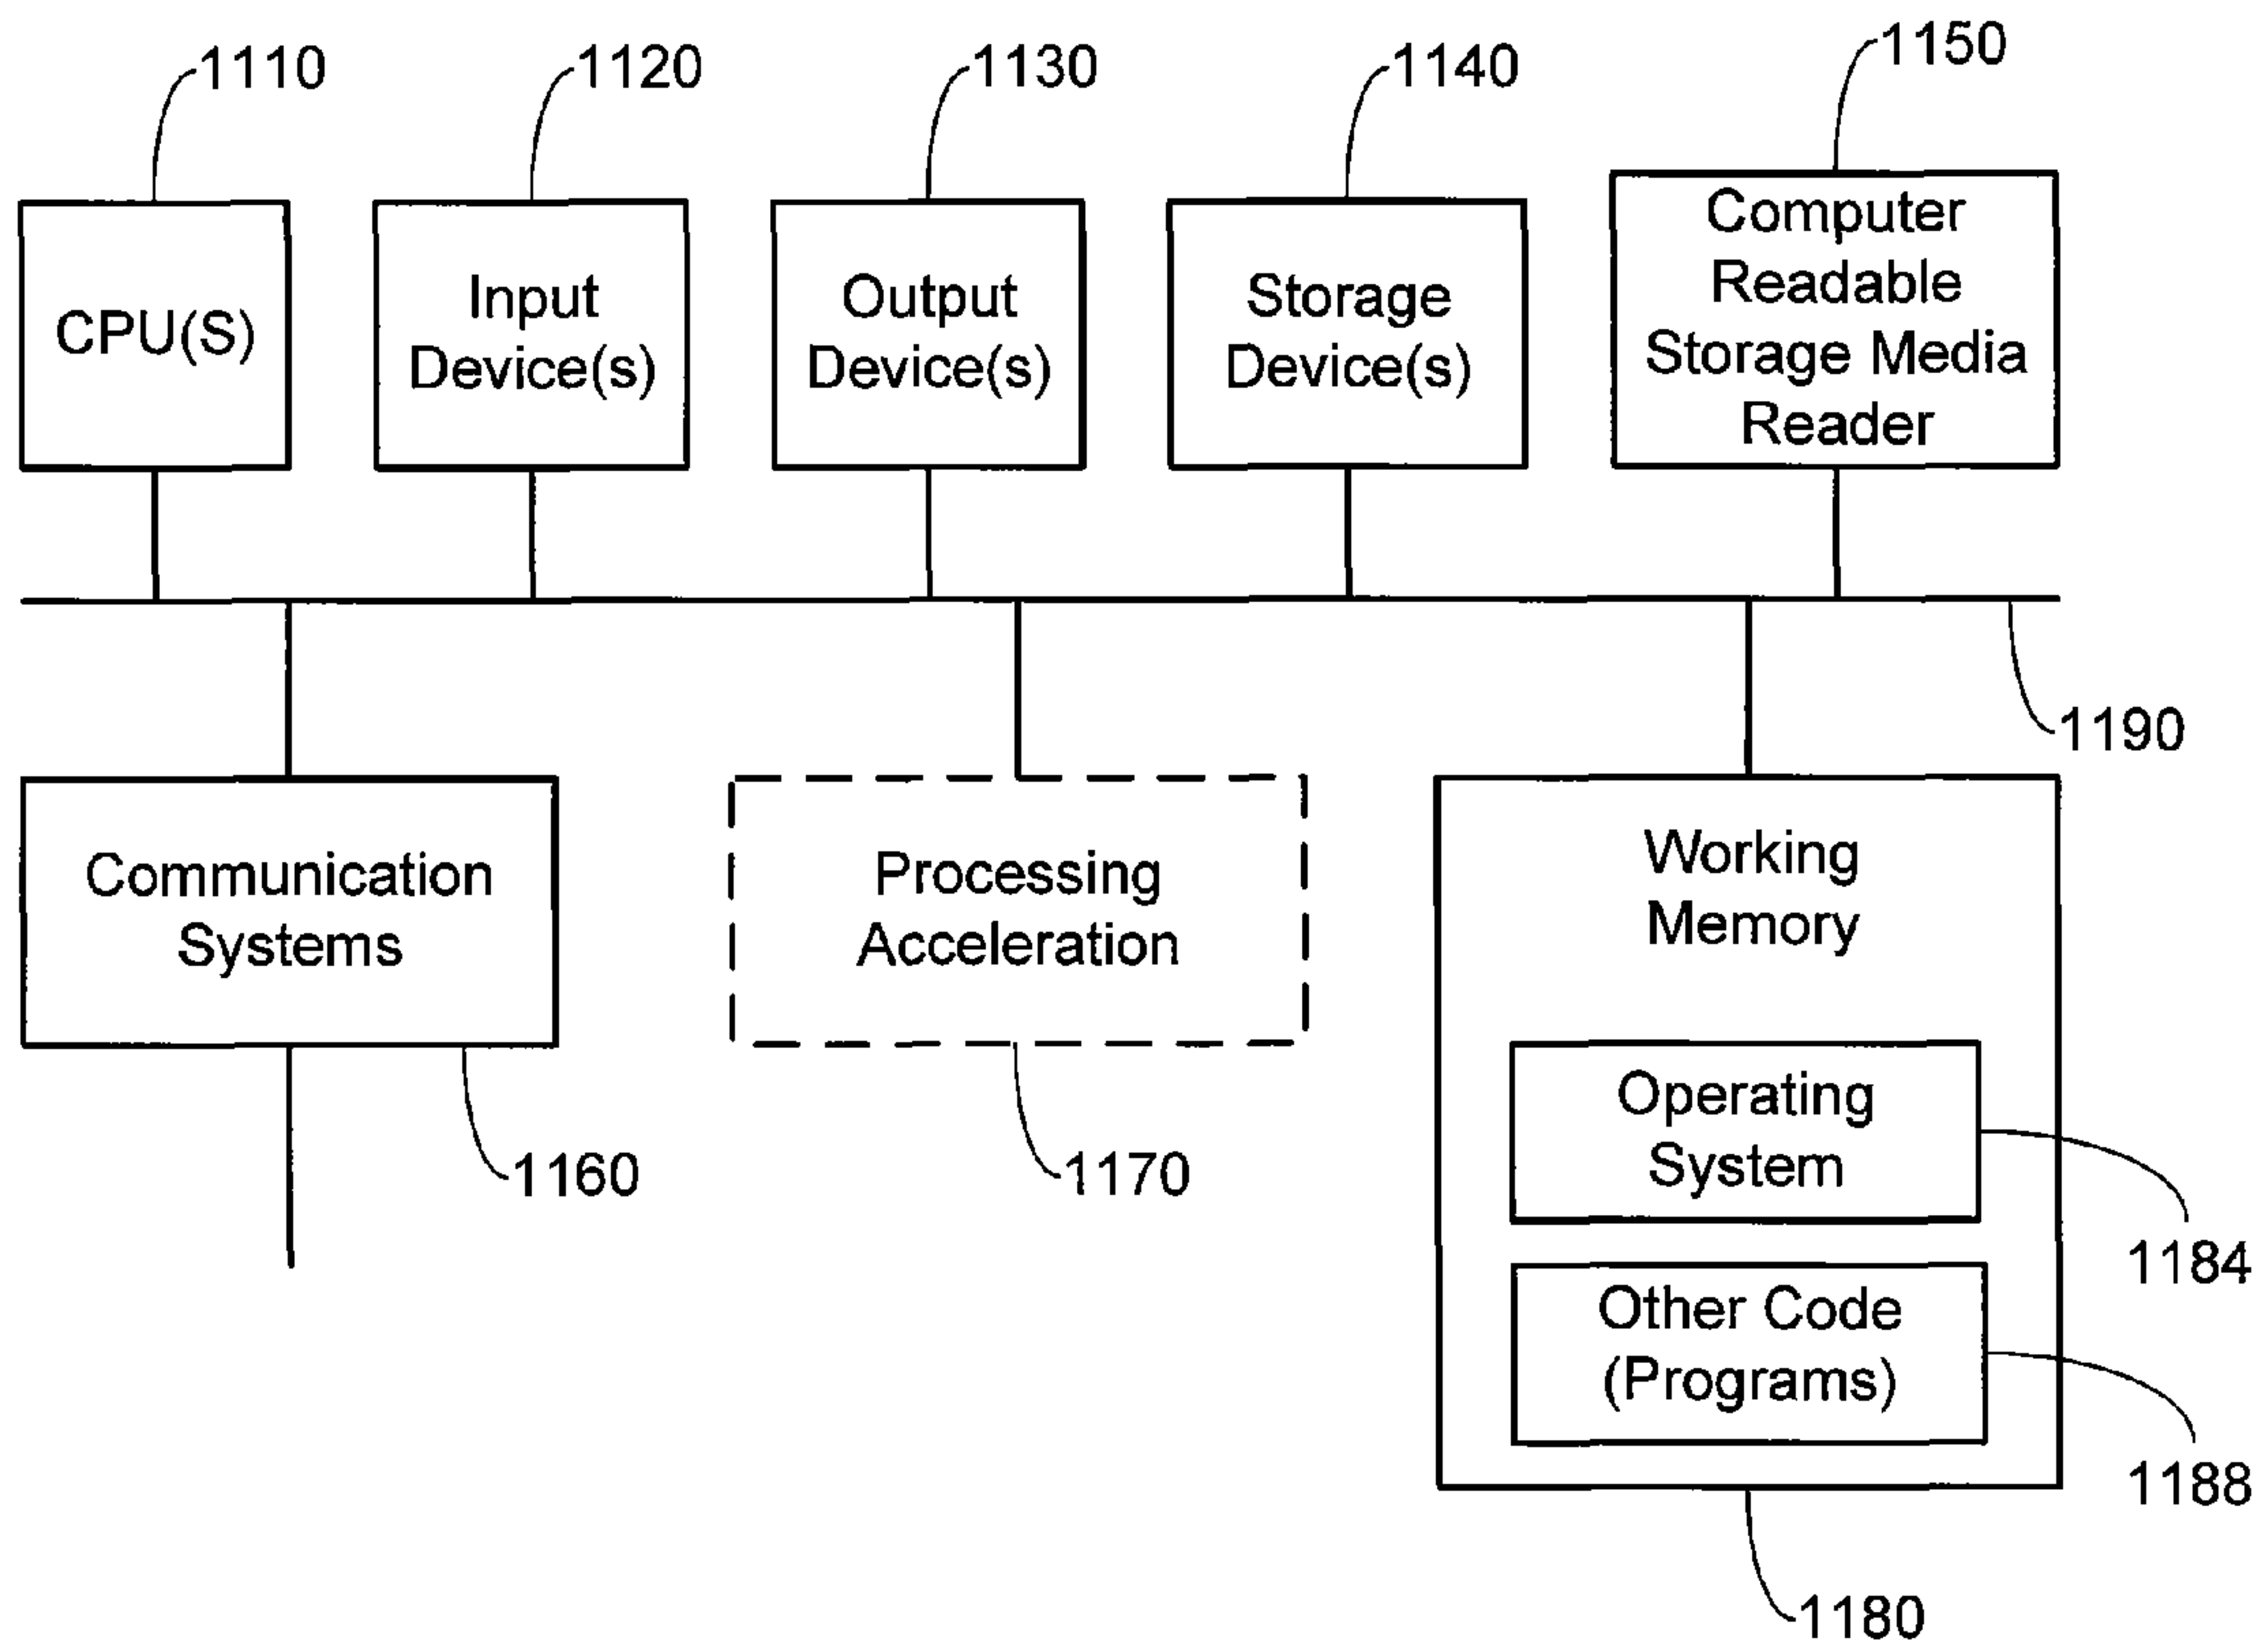 1110
1120
1130
1140
1150
CPU(S)
Input
Device(s)
Output
Device(s)
Storage
Device(s)
Computer
Readable
Storage Media
Reader
1190
Communication
Systems
1160
Processing
Acceleration
1170
Working
Memory
Operating
System
1184
Other Code
(Programs)
1188
1180